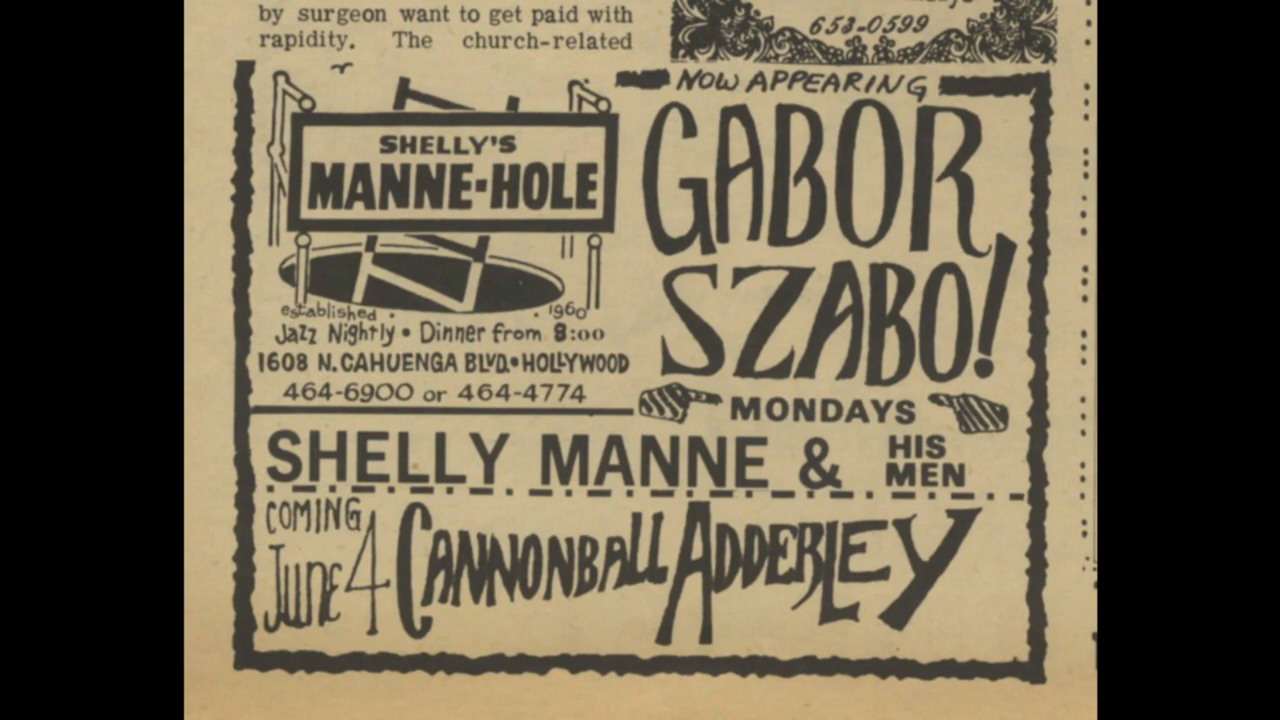 by surgeon want to get paid with
rapidity. The church-related
653-0599
SHELLY'S
MANNE-HOLE
established 1960
Jazz Nightly • Dinner from 8:00
1608 N. CAHUENGA BLVD. • HOLLYWOOD
464-6900 or 464-4774
NOW APPEARING
GABOR
SZABO!
MONDAYS
SHELLY MANNE & HIS MEN
COMING
June 4 CANNONBALL ADDERLEY